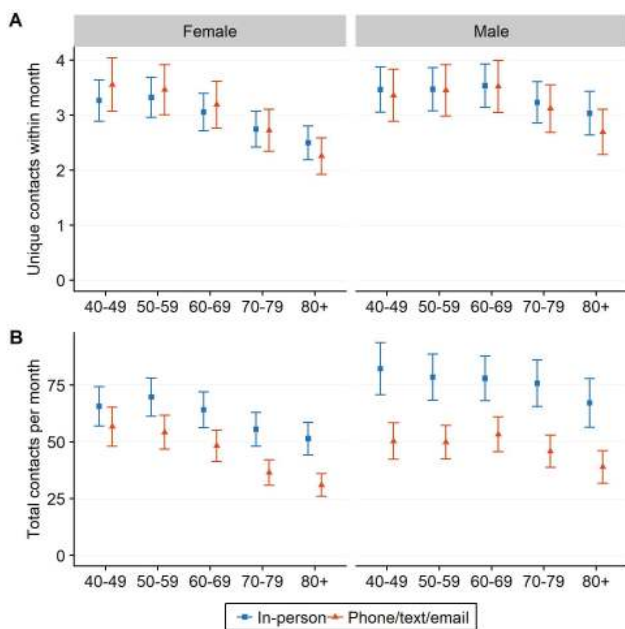 A
Female Male
Unique contacts within month
4
3
2
1
0
40-49 50-59 60-69 70-79 80+ 40-49 50-59 60-69 70-79 80+
B
Total contacts per month
75
50
25
0
40-49 50-59 60-69 70-79 80+ 40-49 50-59 60-69 70-79 80+
In-person Phone/text/email